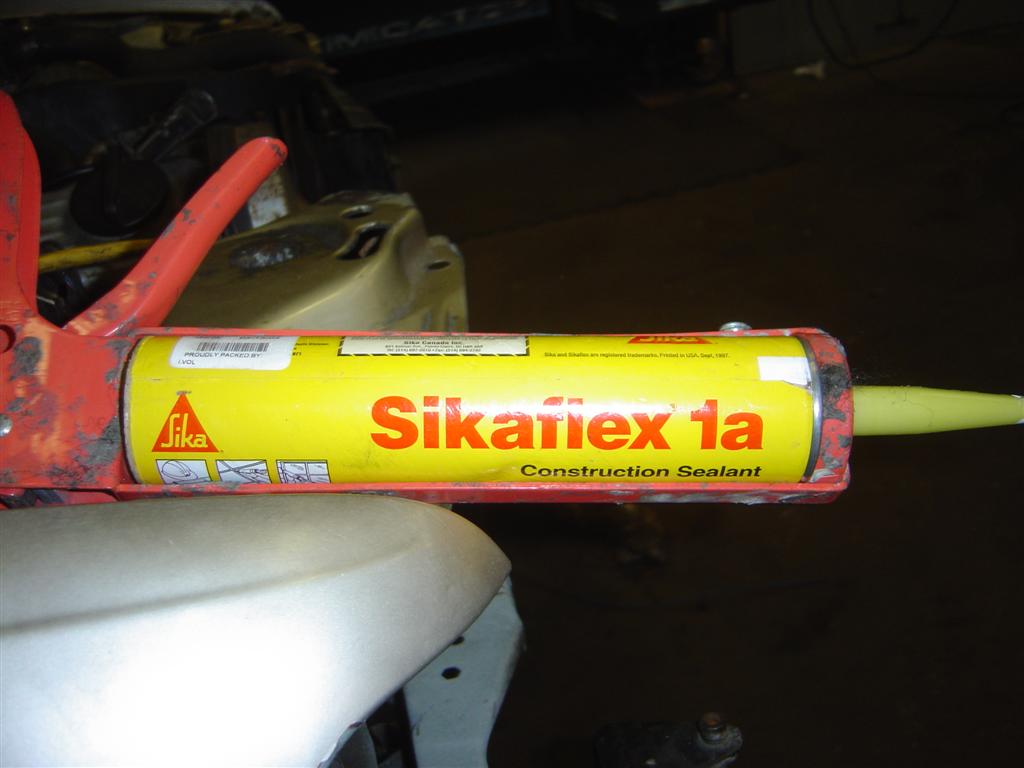 PROUDLY PACKED BY:
I.VOL
Sika Canada Inc.
Sika and Sikaflex are registered trademarks. Printed in USA. Sept, 1997.
Sika
Sikaflex 1a
Construction Sealant